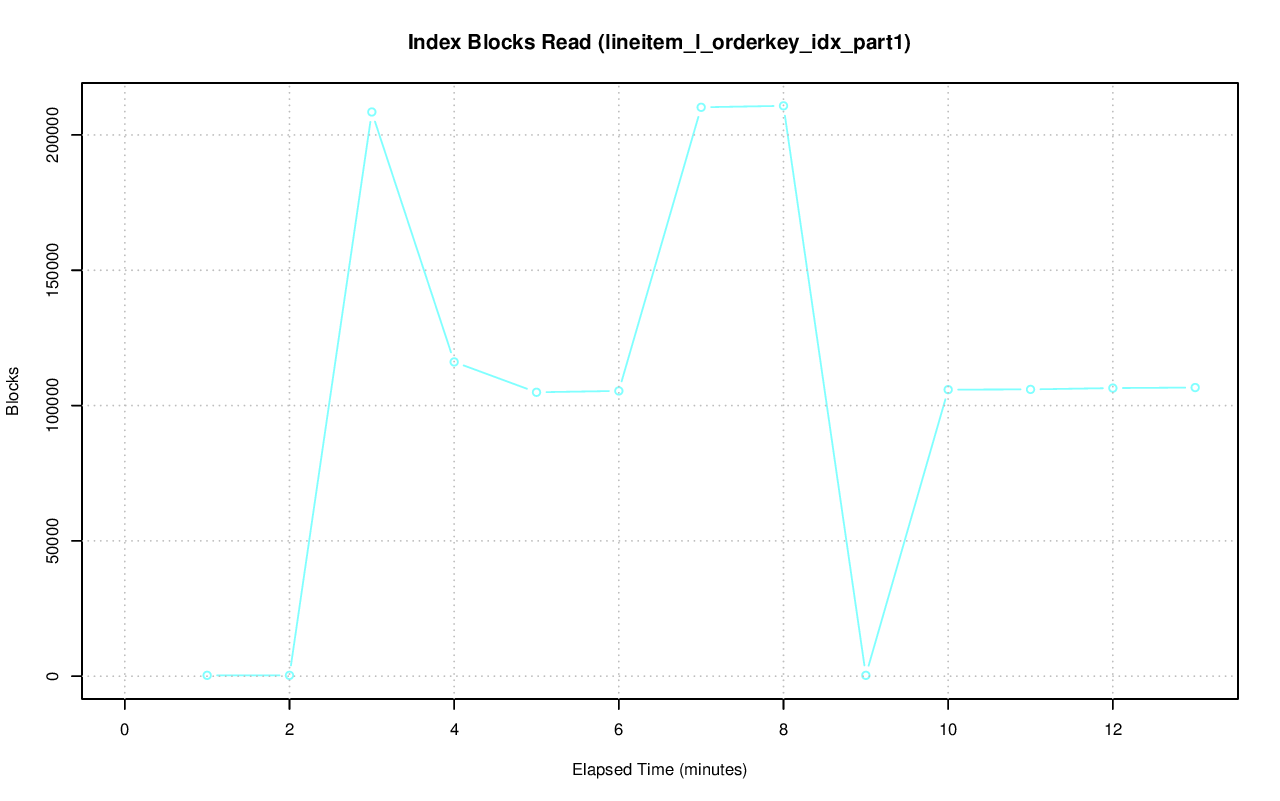 Index Blocks Read (lineitem_l_orderkey_idx_part1)
Blocks
200000
150000
100000
50000
0
0 2 4 6 8 10 12
Elapsed Time (minutes)